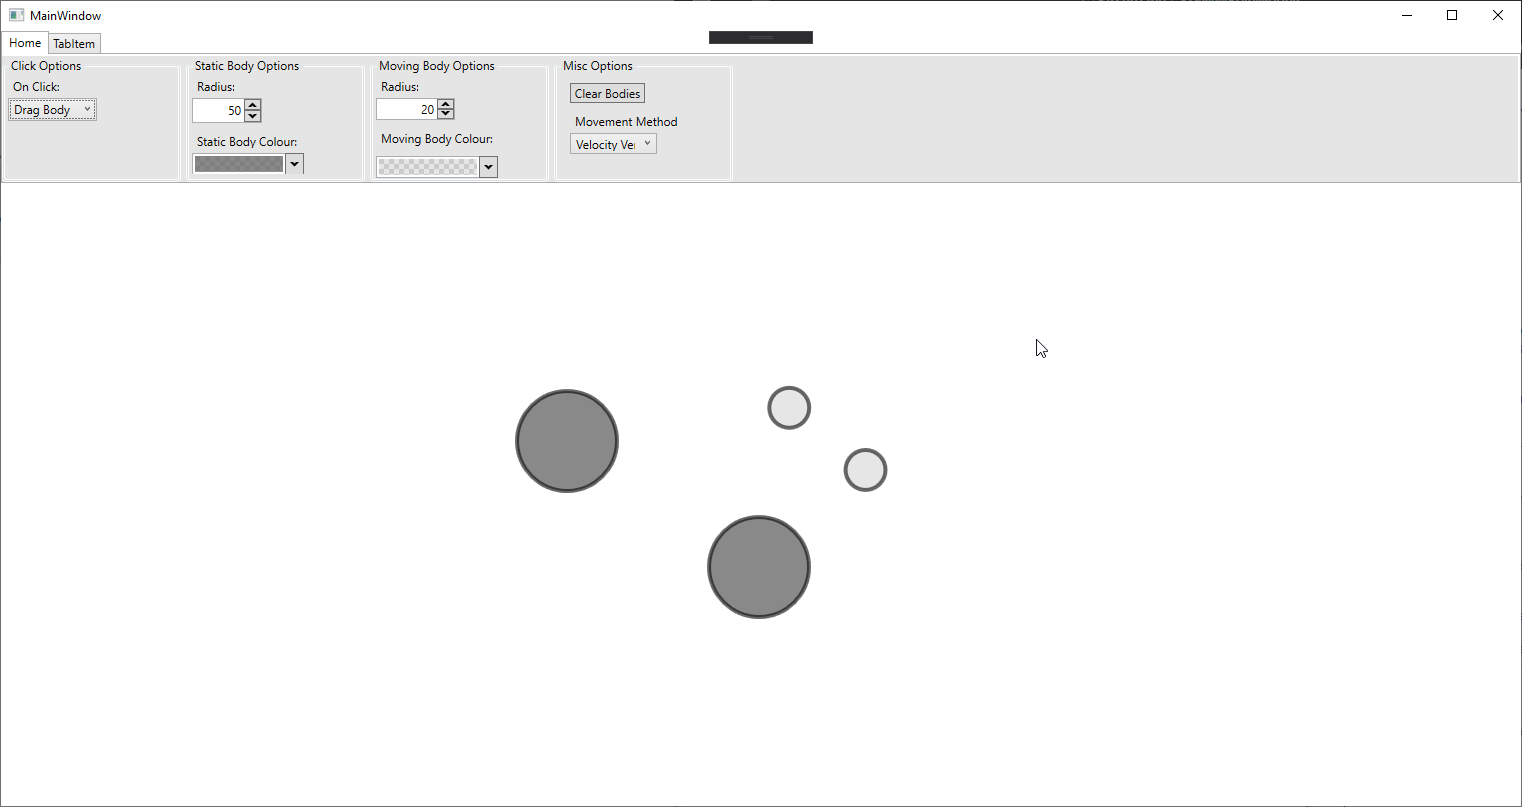 MainWindow
Home TabItem
Click Options
On Click:
Drag Body
Static Body Options
Radius:
50
Static Body Colour:
Moving Body Options
Radius:
20
Moving Body Colour:
Misc Options
Clear Bodies
Movement Method
Velocity Ve